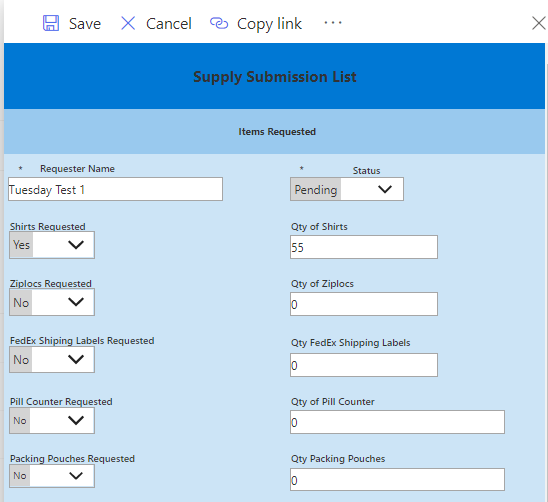 Save Cancel Copy link ...
Supply Submission List
Items Requested
* Requester Name * Status
Tuesday Test 1 Pending
Shirts Requested Qty of Shirts
Yes 55
Ziplocs Requested Qty of Ziplocs
No 0
FedEx Shiping Labels Requested Qty FedEx Shipping Labels
No 0
Pill Counter Requested Qty of Pill Counter
No 0
Packing Pouches Requested Qty Packing Pouches
No 0